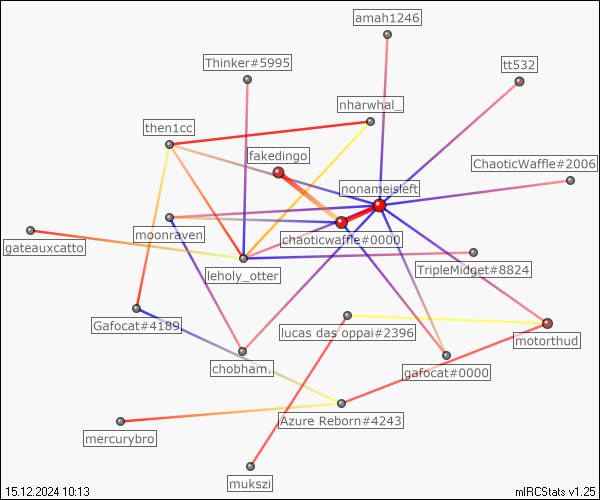 amah1246
Thinker#5995
tt532
nharwhal_
then1cc
fakedingo
ChaoticWaffle#2006
nonameisleft
moonraven
chaoticwaffle#0000
gateauxcatto
leholy_otter
TripleMidget#8824
Gafocat#4189
lucas das oppai#2396
motorthud
chobham.
gafocat#0000
Azure Reborn#4243
mercurybro
mukszi
15.12.2024 10:13
mIRCStats v1.25